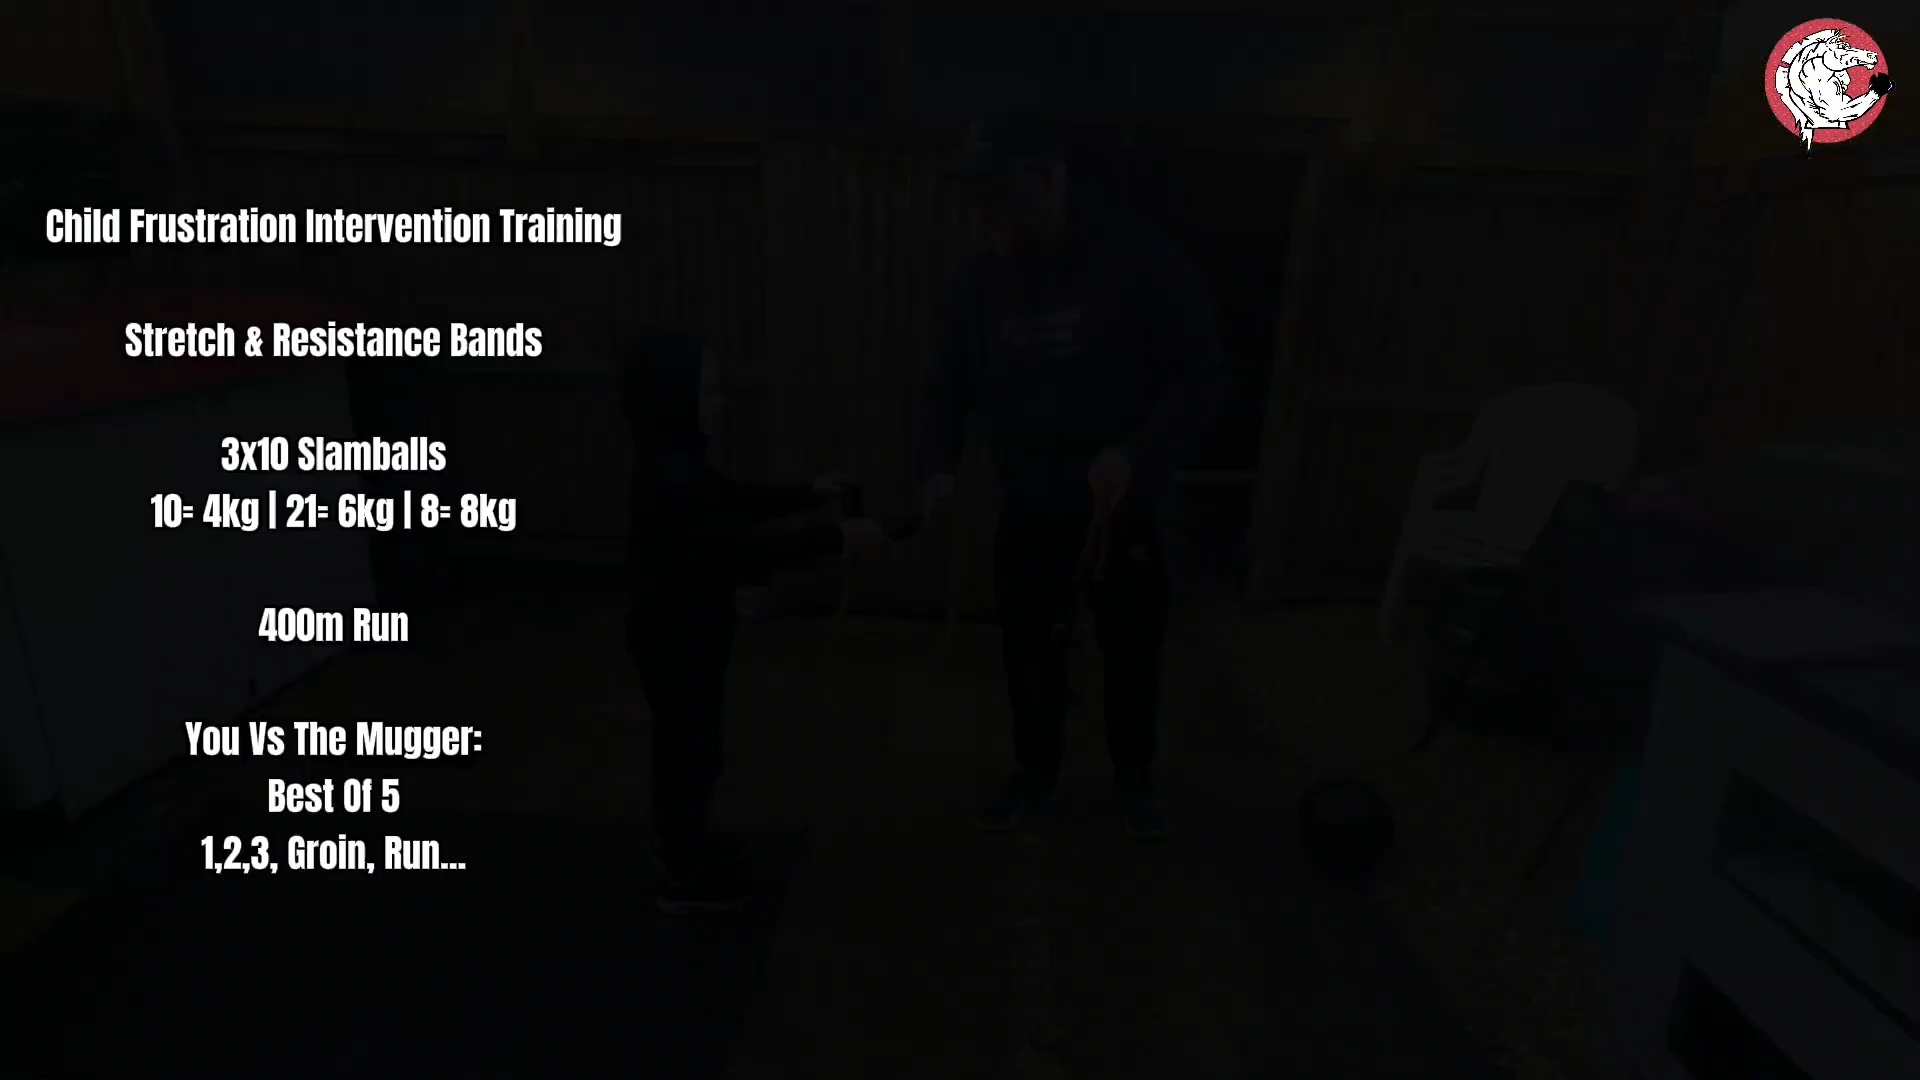 Child Frustration Intervention Training
Stretch & Resistance Bands
3x10 Slamballs
10= 4kg | 21= 6kg | 8= 8kg
400m Run
You Vs The Mugger:
Best Of 5
1,2,3, Groin, Run...